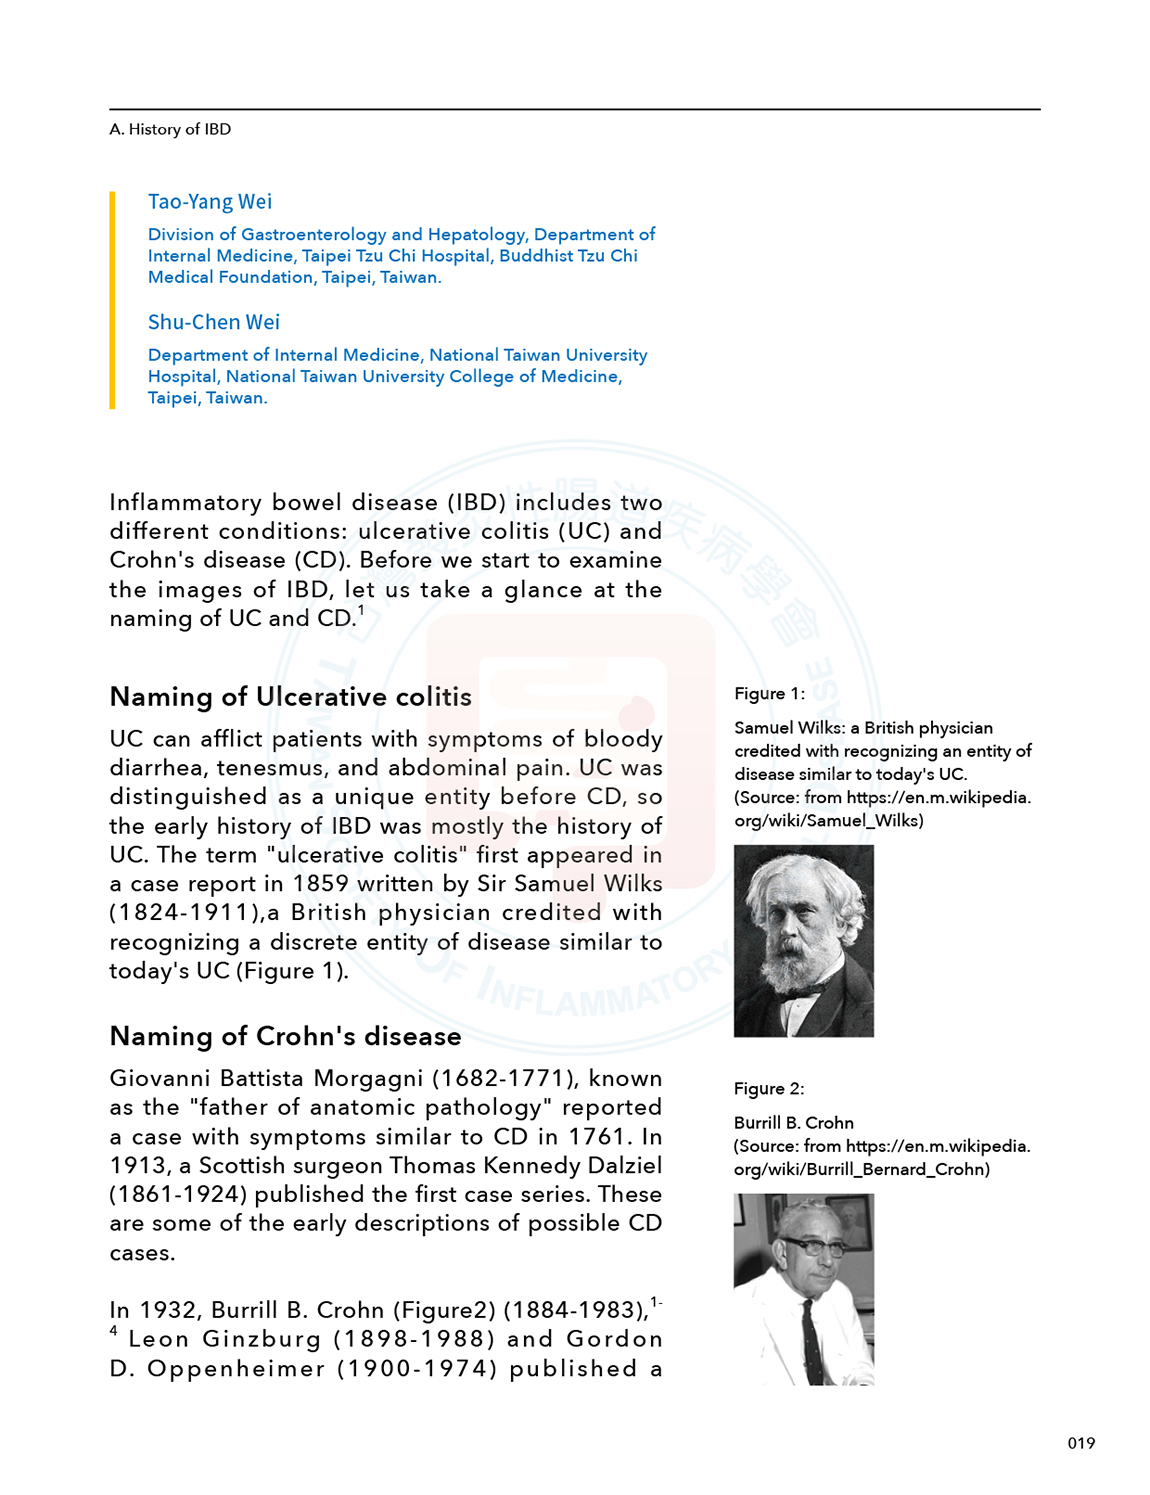 A. History of IBD
Tao-Yang Wei
Division of Gastroenterology and Hepatology, Department of
Internal Medicine, Taipei Tzu Chi Hospital, Buddhist Tzu Chi
Medical Foundation, Taipei, Taiwan.
Shu-Chen Wei
Department of Internal Medicine, National Taiwan University
Hospital, National Taiwan University College of Medicine,
Taipei, Taiwan.
Inflammatory bowel disease (IBD) includes two
different conditions: ulcerative colitis (UC) and
Crohn's disease (CD). Before we start to examine
the images of IBD, let us take a glance at the
naming of UC and CD.1
Naming of Ulcerative colitis
UC can afflict patients with symptoms of bloody
diarrhea, tenesmus, and abdominal pain. UC was
distinguished as a unique entity before CD, so
the early history of IBD was mostly the history of
UC. The term "ulcerative colitis" first appeared in
a case report in 1859 written by Sir Samuel Wilks
(1824-1911),a British physician credited with
recognizing a discrete entity of disease similar to
today's UC (Figure 1).
Naming of Crohn's disease
Giovanni Battista Morgagni (1682-1771), known
as the "father of anatomic pathology" reported
a case with symptoms similar to CD in 1761. In
1913, a Scottish surgeon Thomas Kennedy Dalziel
(1861-1924) published the first case series. These
are some of the early descriptions of possible CD
cases.
In 1932, Burrill B. Crohn (Figure2) (1884-1983),1-
4 Leon Ginzburg (1898-1988) and Gordon
D. Oppenheimer (1900-1974) published a
Figure 1:
Samuel Wilks: a British physician
credited with recognizing an entity of
disease similar to today's UC.
(Source: from https://en.m.wikipedia.
org/wiki/Samuel_Wilks)
Figure 2:
Burrill B. Crohn
(Source: from https://en.m.wikipedia.
org/wiki/Burrill_Bernard_Crohn)
019